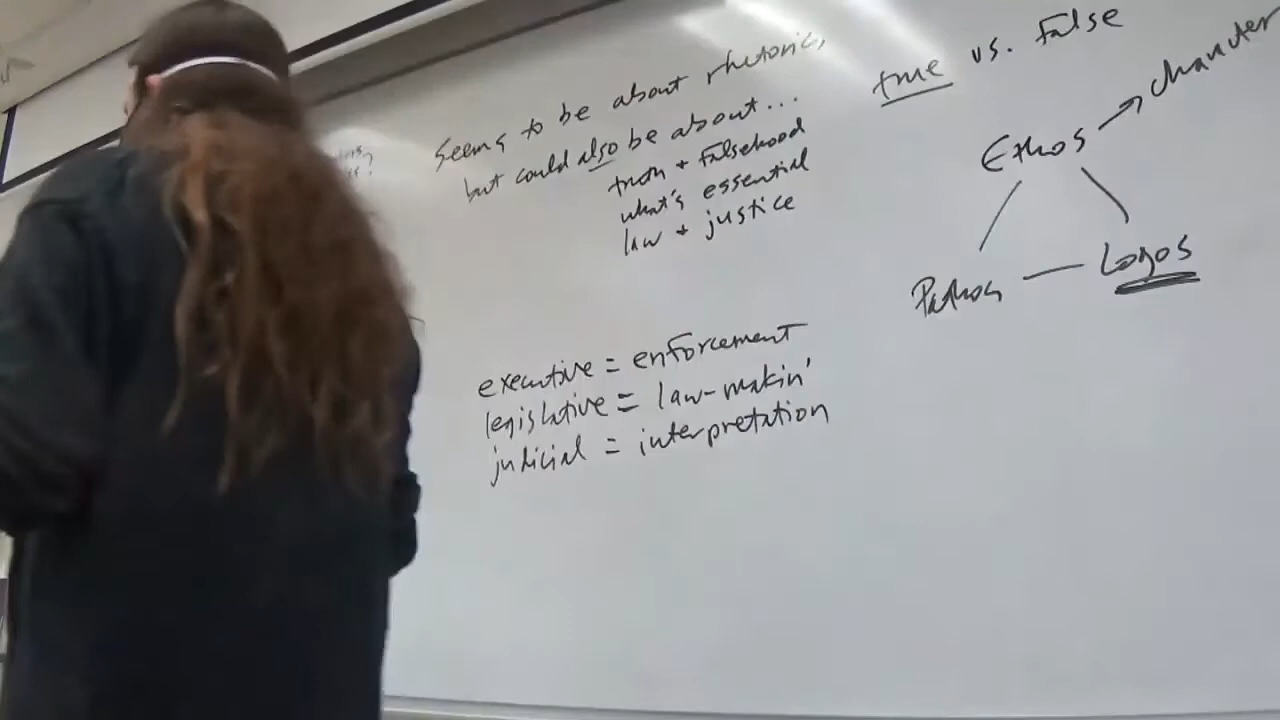 Seems to be about rhetoric,
but could also be about...
truth + falsehood
what's essential
law + justice
executive = enforcement
legislative = law-makin'
judicial = interpretation
true vs. false
Ethos → character
Pathos — Logos